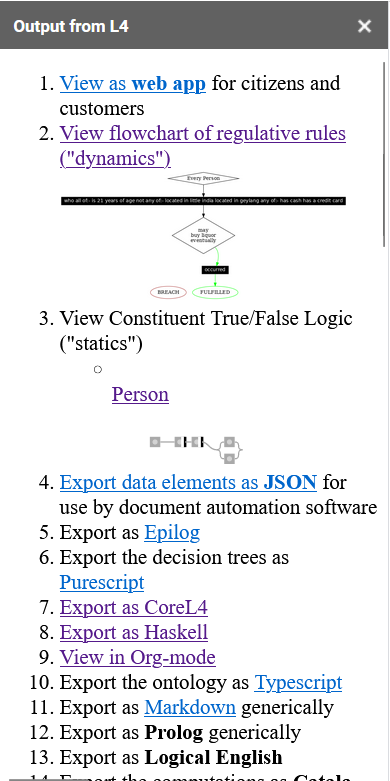 Output from L4
×
1. View as web app for citizens and
customers
2. View flowchart of regulative rules
("dynamics")
Every Person
who all of:- is 21 years of age not any of:- located in little india located in geylang any of:- has cash has a credit card
may
buy liquor
eventually
occurred
BREACH FULFILLED
3. View Constituent True/False Logic
("statics")
Person
4. Export data elements as JSON for
use by document automation software
5. Export as Epilog
6. Export the decision trees as
Purescript
7. Export as CoreL4
8. Export as Haskell
9. View in Org-mode
10. Export the ontology as Typescript
11. Export as Markdown generically
12. Export as Prolog generically
13. Export as Logical English
14. Export the computations as Catala